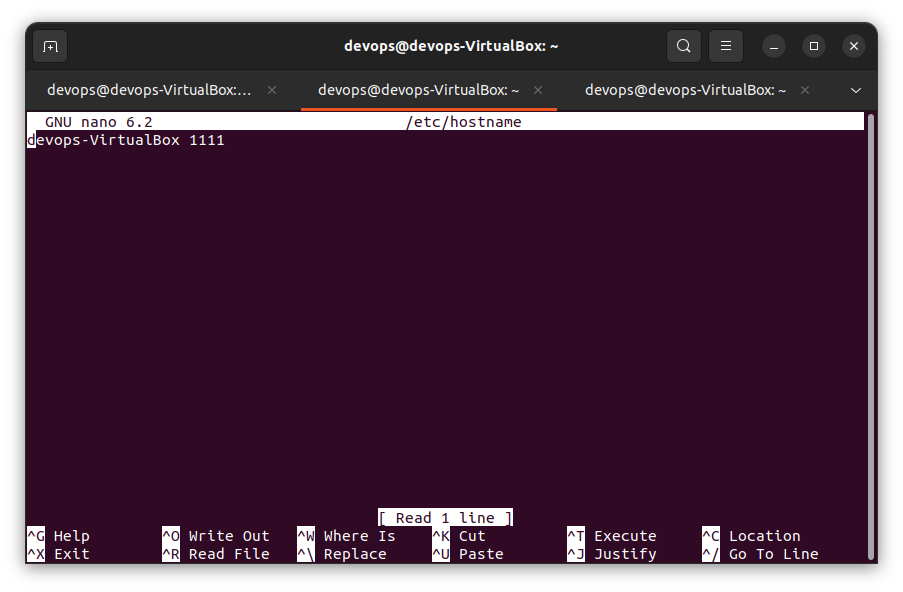 devops@devops-VirtualBox: ~
devops@devops-VirtualBox:... × devops@devops-VirtualBox: ~ × devops@devops-VirtualBox: ~ ×
GNU nano 6.2 /etc/hostname
devops-VirtualBox 1111
[ Read 1 line ]
^G Help ^O Write Out ^W Where Is ^K Cut ^T Execute ^C Location
^X Exit ^R Read File ^\ Replace ^U Paste ^J Justify ^/ Go To Line